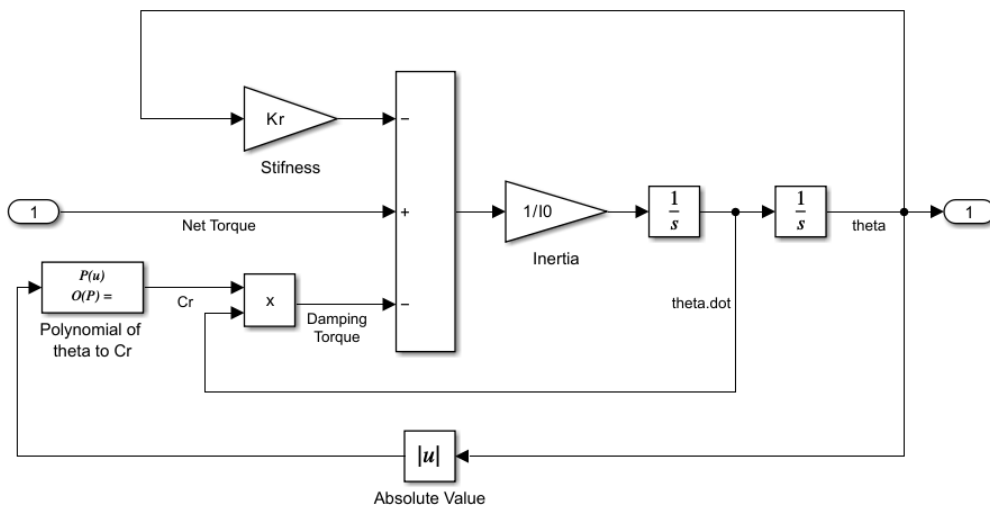 Kr
−
Stifness
1
Net Torque
+
1/I0
Inertia
1
s
1
s
theta
1
P(u)
O(P) =
Cr
x
−
Damping
Torque
theta.dot
Polynomial of
theta to Cr
|u|
Absolute Value